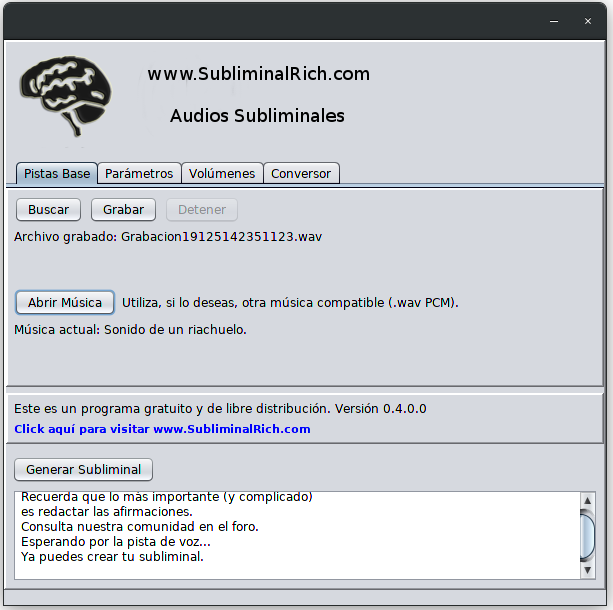 www.SubliminalRich.com
Audios Subliminales
Pistas Base Parámetros Volúmenes Conversor
Buscar Grabar Detener
Archivo grabado: Grabacion19125142351123.wav
Abrir Música Utiliza, si lo deseas, otra música compatible (.wav PCM).
Música actual: Sonido de un riachuelo.
Este es un programa gratuito y de libre distribución. Versión 0.4.0.0
Click aquí para visitar www.SubliminalRich.com
Generar Subliminal
Recuerda que lo más importante (y complicado)
es redactar las afirmaciones.
Consulta nuestra comunidad en el foro.
Esperando por la pista de voz...
Ya puedes crear tu subliminal.